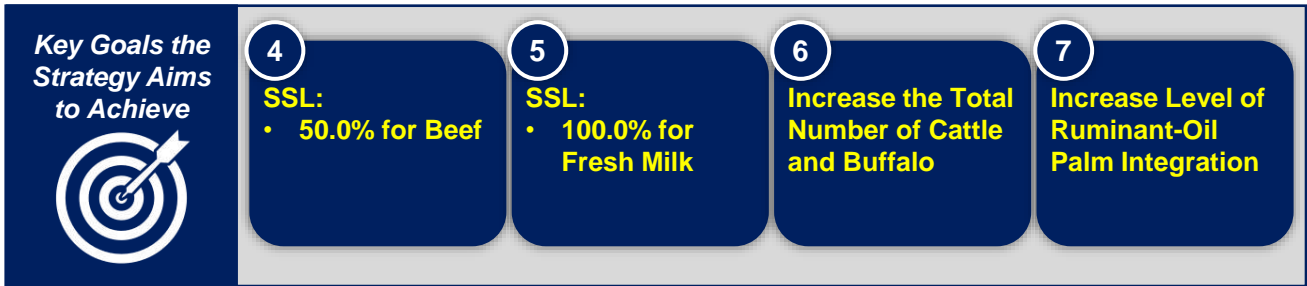 Key Goals the
Strategy Aims
to Achieve
4
SSL:
• 50.0% for Beef
5
SSL:
• 100.0% for
Fresh Milk
6
Increase the Total
Number of Cattle
and Buffalo
7
Increase Level of
Ruminant-Oil
Palm Integration